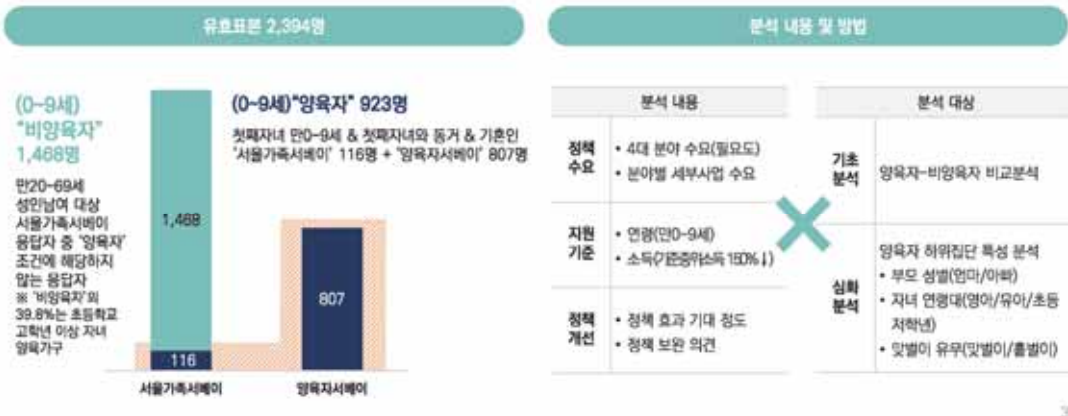 유효표본 2,394명
(0~9세)
"비양육자"
1,468명
만20~69세
성인남여 대상
서울가족서베이
응답자 중 '양육자'
조건에 해당하지
않는 응답자
※ '비양육자'의
39.8%는 초등학교
고학년 이상 자녀
양육가구
(0~9세)"양육자" 923명
첫째자녀 만0~9세 & 첫째자녀와 동거 & 기혼인
'서울가족서베이' 116명 + '양육자서베이' 807명
1,468
116
807
서울가족서베이
양육자서베이
분석 내용 및 방법
분석 내용
정책
수요
• 4대 분야 수요(필요도)
• 분야별 세부사업 수요
지원
기준
• 연령(만0~9세)
• 소득(기준중위소득 150%↓)
정책
개선
• 정책 효과 기대 정도
• 정책 보완 의견
분석 대상
기초
분석
양육자-비양육자 비교분석
심화
분석
양육자 하위집단 특성 분석
• 부모 성별(엄마/아빠)
• 자녀 연령대(영아/유아/초등
저학년)
• 맞벌이 유무(맞벌이/홑벌이)